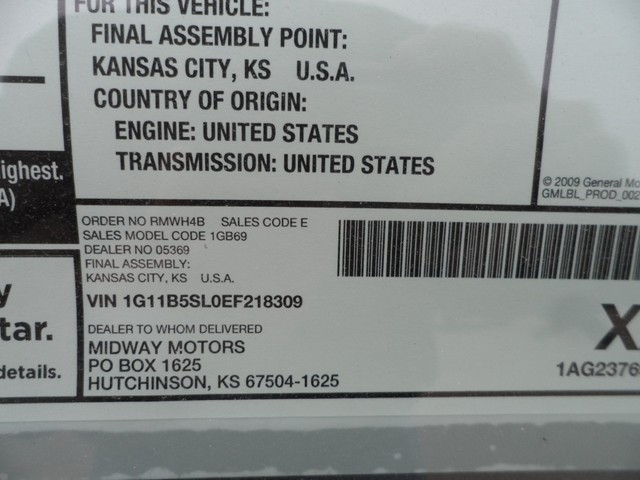 FOR THIS VEHICLE:
FINAL ASSEMBLY POINT:
KANSAS CITY, KS U.S.A.
COUNTRY OF ORIGIN:
ENGINE: UNITED STATES
TRANSMISSION: UNITED STATES
ighest.
A)
© 2009 General Mo
GMLBL_PROD_002
ORDER NO RMWH4B SALES CODE E
SALES MODEL CODE 1GB69
DEALER NO 05369
FINAL ASSEMBLY:
KANSAS CITY, KS U.S.A.
VIN 1G11B5SL0EF218309
DEALER TO WHOM DELIVERED
MIDWAY MOTORS
PO BOX 1625
HUTCHINSON, KS 67504-1625
y
tar.
details.
X
1AG2376